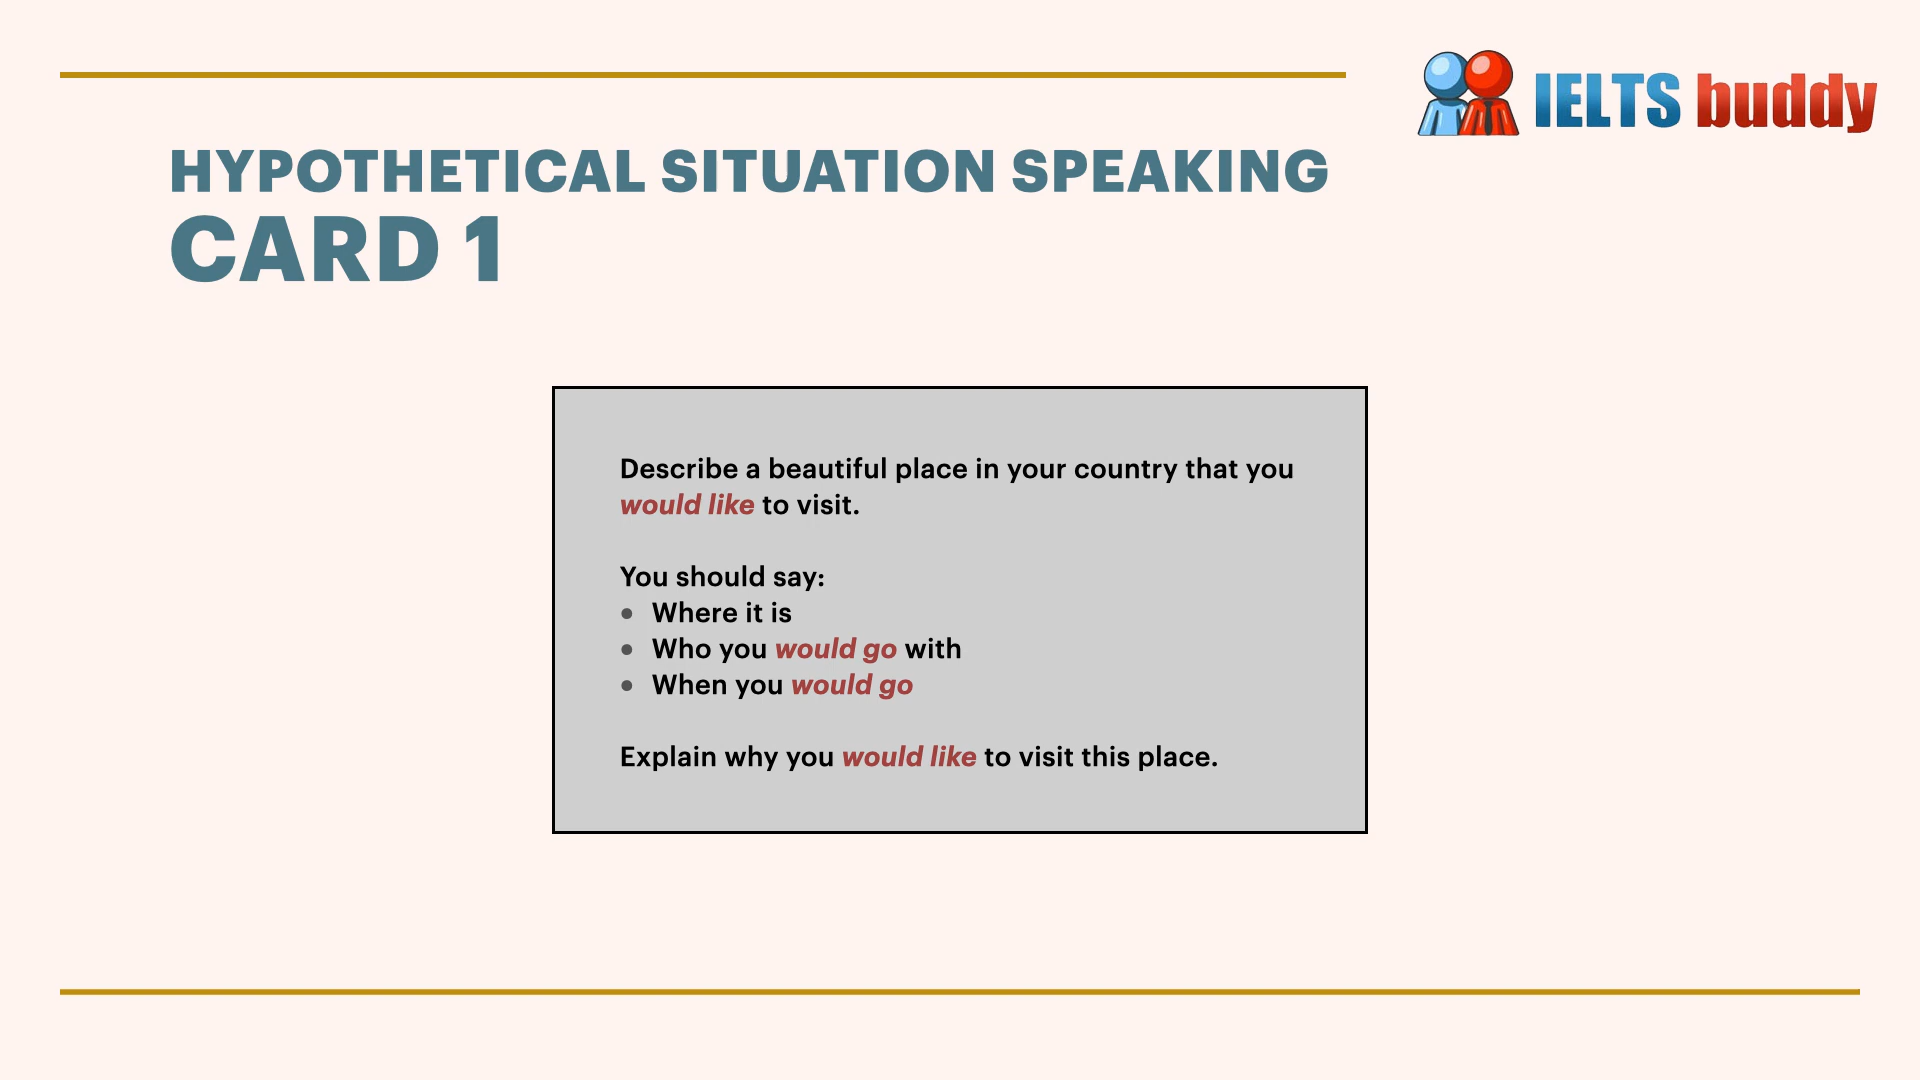 IELTS buddy
HYPOTHETICAL SITUATION SPEAKING
CARD 1
Describe a beautiful place in your country that you
would like to visit.
You should say:
• Where it is
• Who you would go with
• When you would go
Explain why you would like to visit this place.